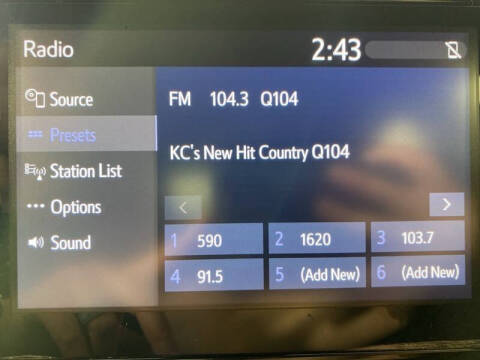 Radio 2:43
Source
Presets
Station List
Options
Sound
FM 104.3 Q104
KC's New Hit Country Q104
< >
1 590 2 1620 3 103.7
4 91.5 5 (Add New) 6 (Add New)